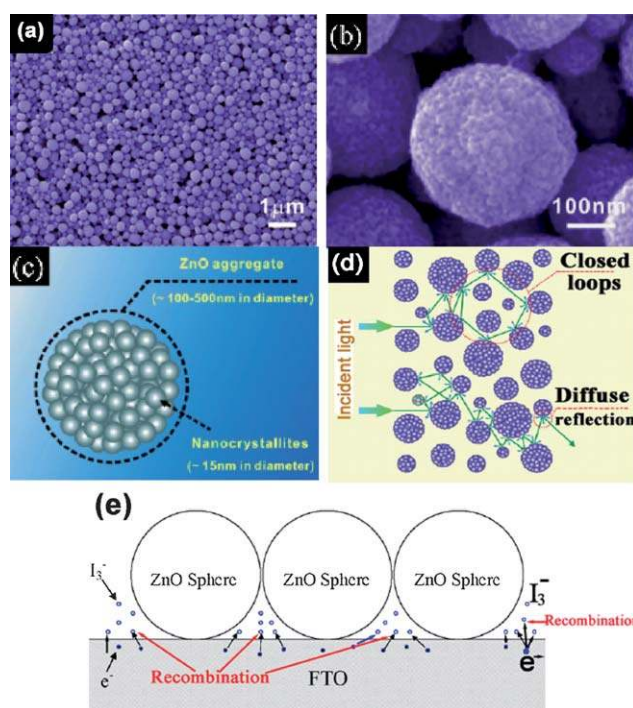 (a)
1μm
(b)
100nm
(c)
ZnO aggregate
(~ 100-500nm in diameter)
Nanocrystallites
(~ 15nm in diameter)
(d)
Closed
loops
Incident light
Diffuse
reflection
(e)
ZnO Sphere
ZnO Sphere
ZnO Sphere
I₃⁻
I₃⁻
Recombination
e⁻
Recombination
e⁻
FTO